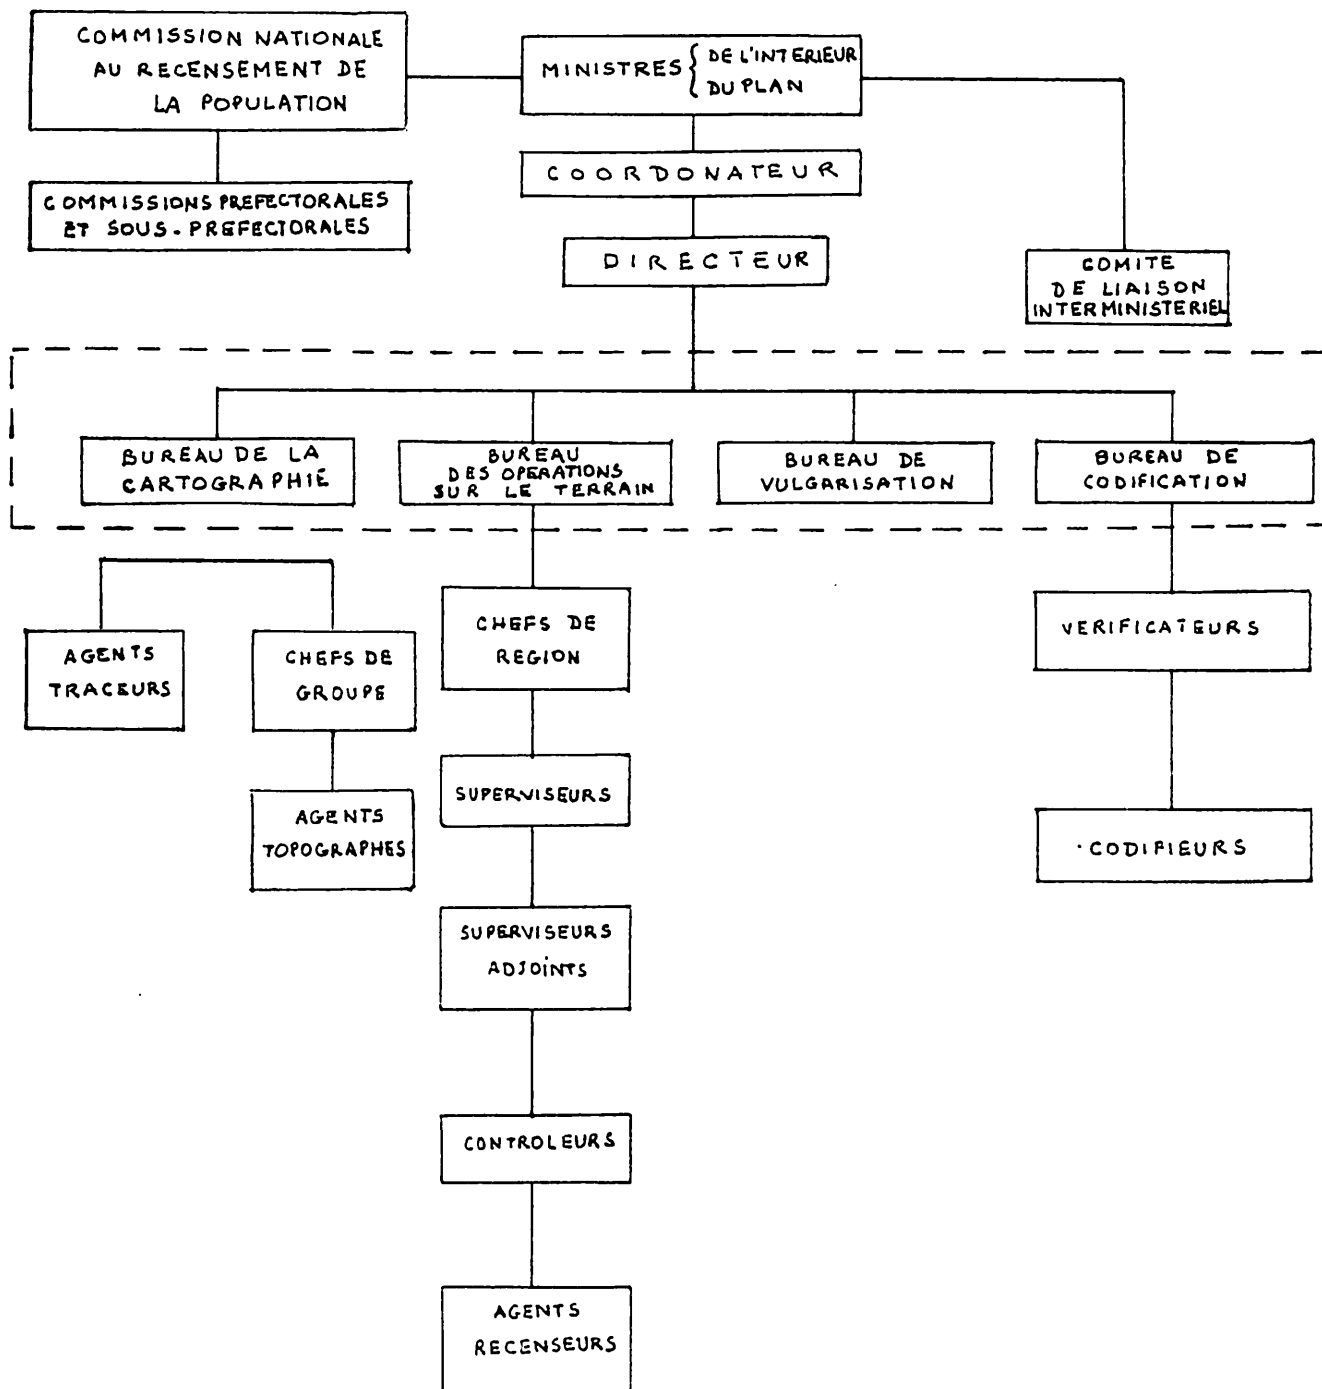 COMMISSION NATIONALE
AU RECENSEMENT DE
LA POPULATION
MINISTRES { DE L'INTERIEUR
DU PLAN
COORDONATEUR
COMMISSIONS PREFECTORALES
ET SOUS-PREFECTORALES
DIRECTEUR
COMITE
DE LIAISON
INTERMINISTERIEL
BUREAU DE LA
CARTOGRAPHIE
BUREAU
DES OPERATIONS
SUR LE TERRAIN
BUREAU DE
VULGARISATION
BUREAU DE
CODIFICATION
AGENTS
TRACEURS
CHEFS DE
GROUPE
CHEFS DE
REGION
VERIFICATEURS
AGENTS
TOPOGRAPHES
SUPERVISEURS
CODIFIEURS
SUPERVISEURS
ADJOINTS
CONTROLEURS
AGENTS
RECENSEURS